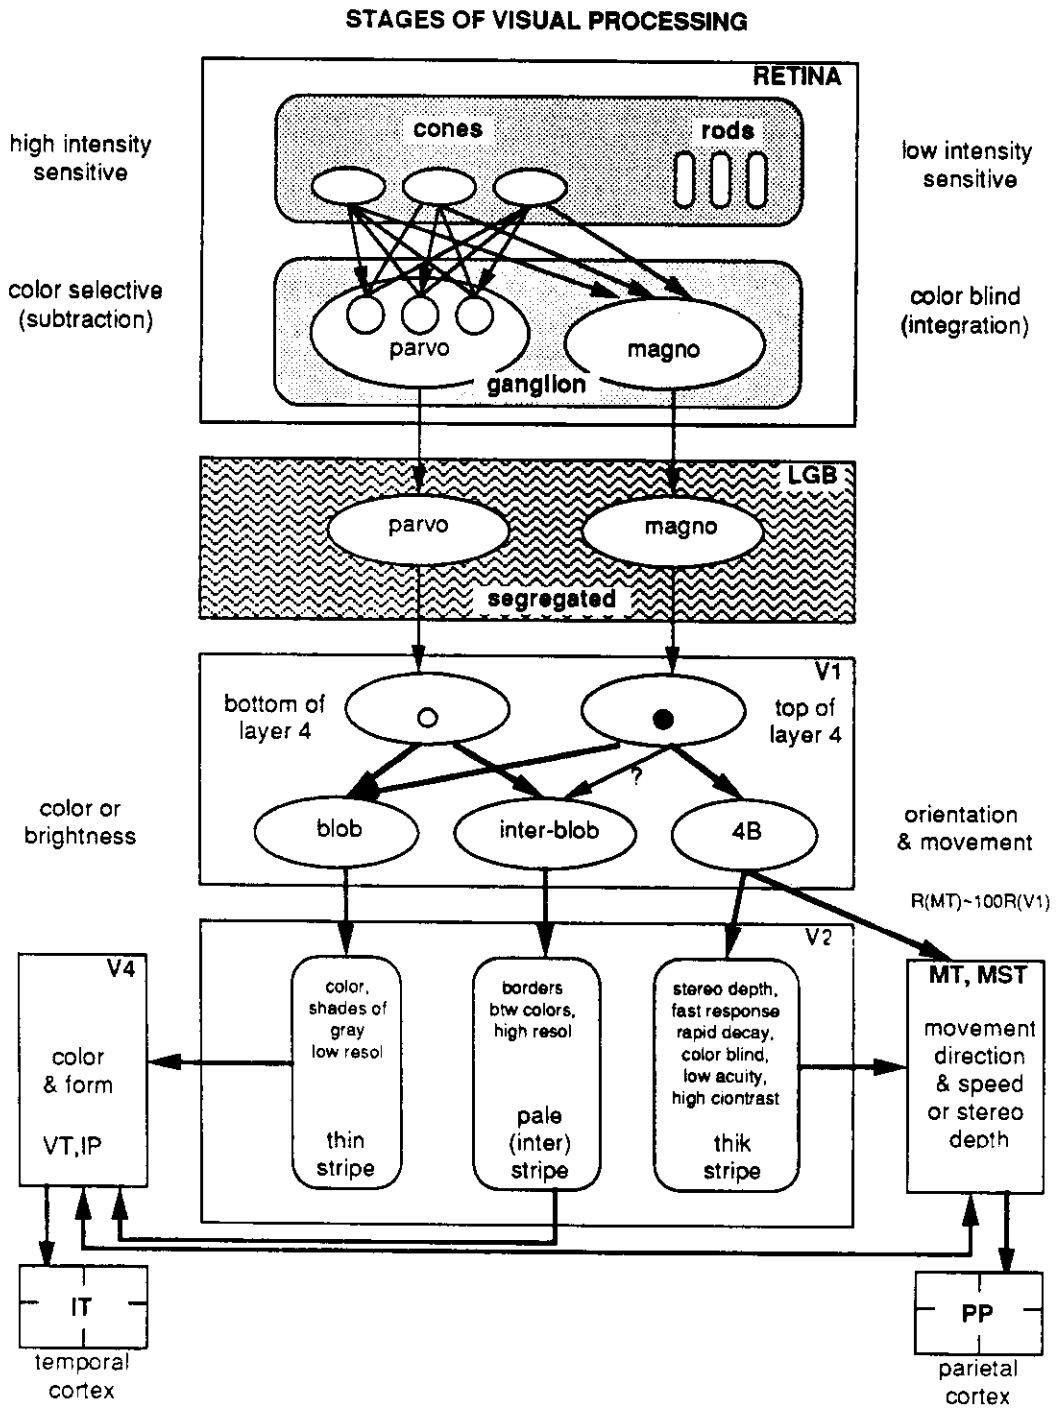 STAGES OF VISUAL PROCESSING
RETINA
cones
rods
high intensity
sensitive
low intensity
sensitive
color selective
(subtraction)
color blind
(integration)
parvo
magno
ganglion
LGB
parvo
magno
segregated
V1
bottom of
layer 4
top of
layer 4
?
color or
brightness
blob
inter-blob
4B
orientation
& movement
R(MT)~100R(V1)
V2
V4
color
& form
VT,IP
color,
shades of
gray
low resol
thin
stripe
borders
btw colors,
high resol
pale
(inter)
stripe
stereo depth,
fast response
rapid decay,
color blind,
low acuity,
high ciontrast
thik
stripe
MT, MST
movement
direction
& speed
or stereo
depth
IT
temporal
cortex
PP
parietal
cortex